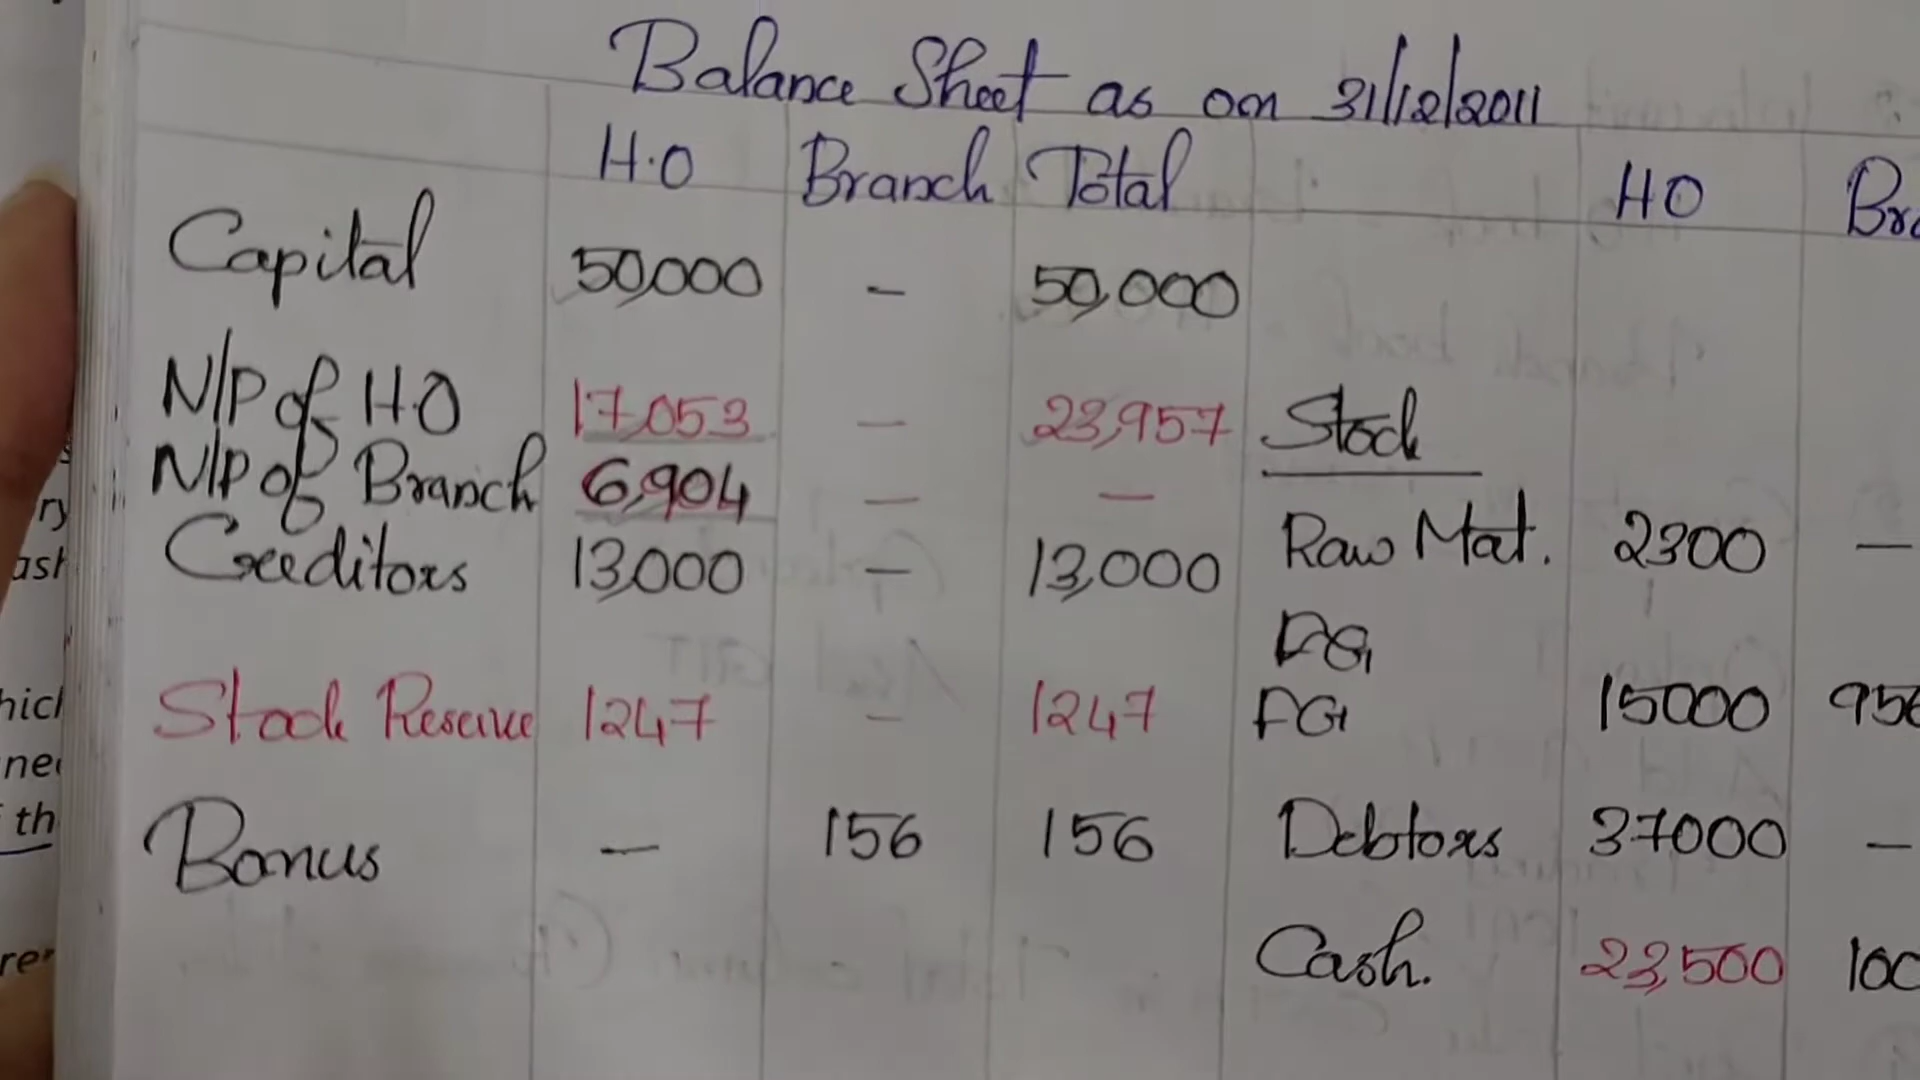 Balance Sheet as on 31/12/2011
H.O Branch Total HO
Capital 50,000 - 50,000
N/P of H.O 17,053 - 23,957 Stock
N/P of Branch 6,904 - -
Creditors 13,000 - 13,000 Raw Mat. 2300 -
FG
Stock Reserve 1247 - 1247 FG 15000
Bonus - 156 156 Debtors 37000 -
Cash. 23,500